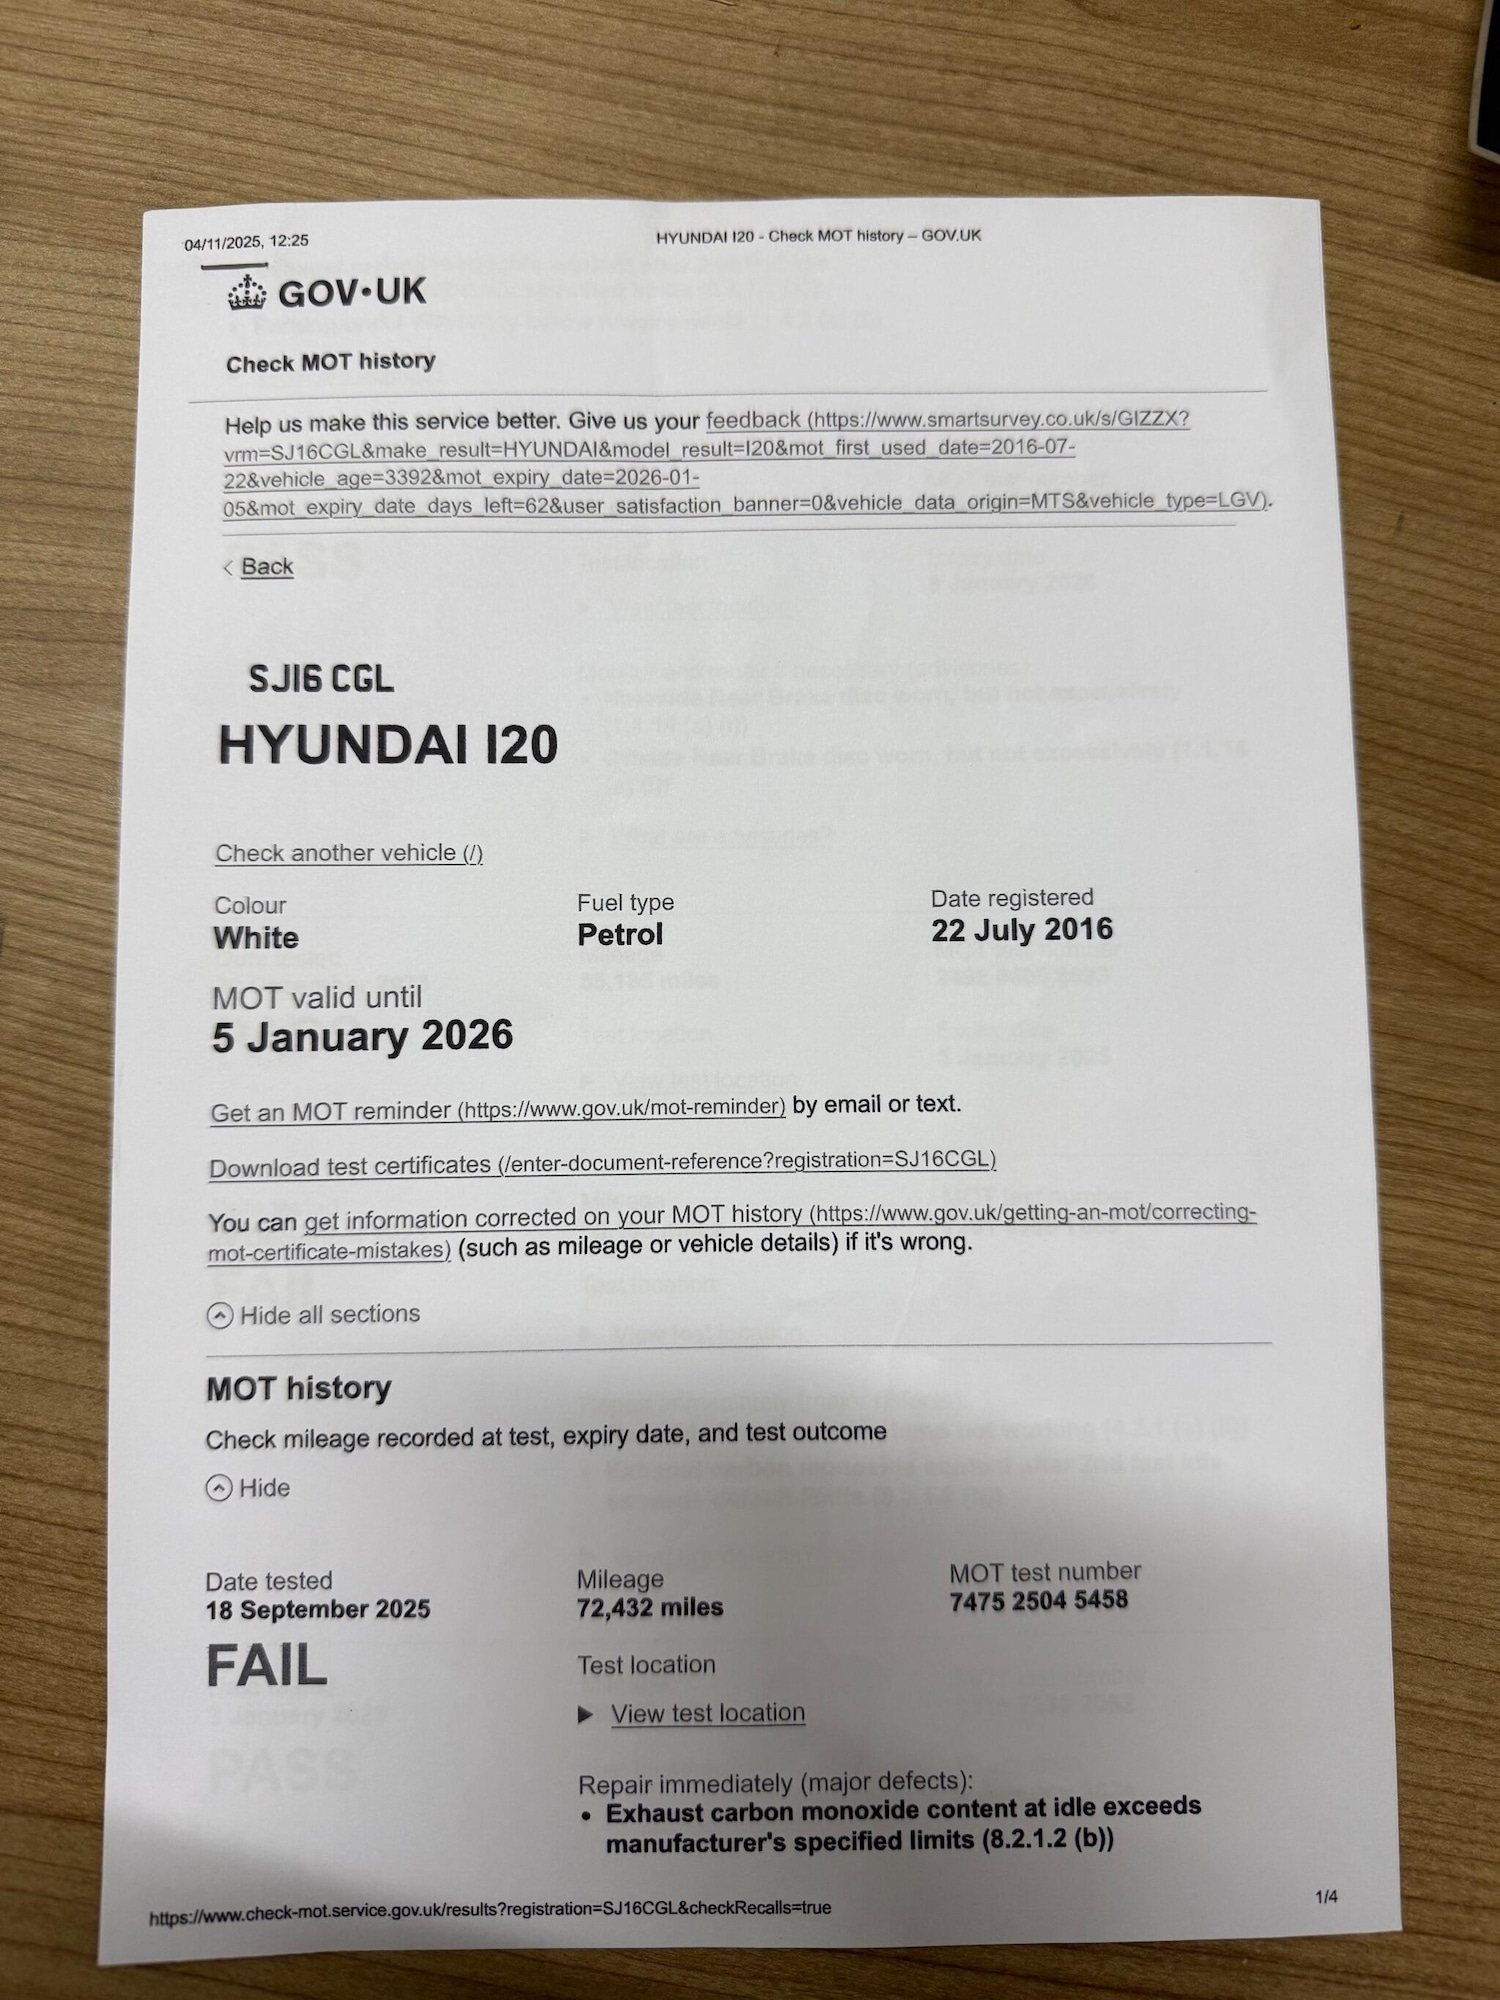 04/11/2025, 12:25
HYUNDAI I20 - Check MOT history – GOV.UK
GOV•UK
Check MOT history
Help us make this service better. Give us your feedback (https://www.smartsurvey.co.uk/s/GIZZX?
vrm=SJ16CGL&make_result=HYUNDAI&model_result=I20&mot_first_used_date=2016-07-
22&vehicle_age=3392&mot_expiry_date=2026-01-
05&mot_expiry_date_days_left=62&user_satisfaction_banner=0&vehicle_data_origin=MTS&vehicle_type=LGV).
< Back
SJ16 CGL
HYUNDAI I20
Check another vehicle (/)
Colour
White
Fuel type
Petrol
Date registered
22 July 2016
MOT valid until
5 January 2026
Get an MOT reminder (https://www.gov.uk/mot-reminder) by email or text.
Download test certificates (/enter-document-reference?registration=SJ16CGL)
You can get information corrected on your MOT history (https://www.gov.uk/getting-an-mot/correcting-
mot-certificate-mistakes) (such as mileage or vehicle details) if it's wrong.
Hide all sections
MOT history
Check mileage recorded at test, expiry date, and test outcome
Hide
Date tested
18 September 2025
FAIL
Mileage
72,432 miles
MOT test number
7475 2504 5458
Test location
▶ View test location
Repair immediately (major defects):
• Exhaust carbon monoxide content at idle exceeds
manufacturer's specified limits (8.2.1.2 (b))
https://www.check-mot.service.gov.uk/results?registration=SJ16CGL&checkRecalls=true
1/4